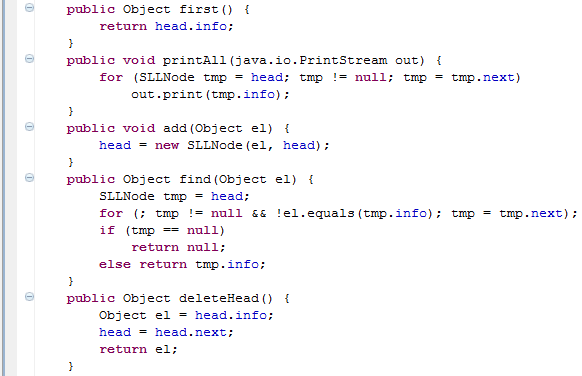 public Object first() {
return head.info;
}
public void printAll(java.io.PrintStream out) {
for (SLLNode tmp = head; tmp != null; tmp = tmp.next)
out.print(tmp.info);
}
public void add(Object el) {
head = new SLLNode(el, head);
}
public Object find(Object el) {
SLLNode tmp = head;
for (; tmp != null && !el.equals(tmp.info); tmp = tmp.next);
if (tmp == null)
return null;
else return tmp.info;
}
public Object deleteHead() {
Object el = head.info;
head = head.next;
return el;
}